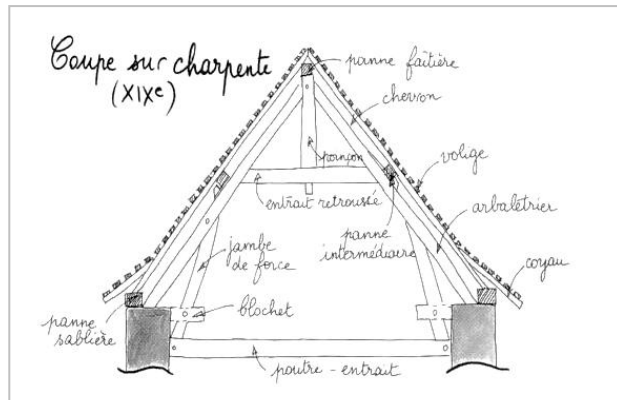 Coupe sur charpente
(XIXe)
panne faîtière
chevron
volige
poinçon
entrait retroussé
arbalétrier
panne
intermédiaire
jambe
de force
coyau
blochet
panne
sablière
poutre - entrait